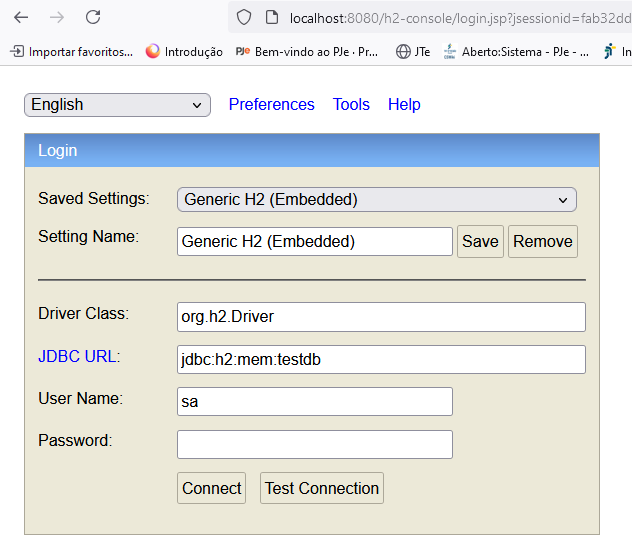 localhost:8080/h2-console/login.jsp?jsessionid=fab32dd
Importar favoritos... Introdução PJe Bem-vindo ao PJe · Pr... JTe Aberto:Sistema - PJe - ... In
English Preferences Tools Help
Login
Saved Settings: Generic H2 (Embedded)
Setting Name: Generic H2 (Embedded) Save Remove
Driver Class: org.h2.Driver
JDBC URL: jdbc:h2:mem:testdb
User Name: sa
Password:
Connect Test Connection